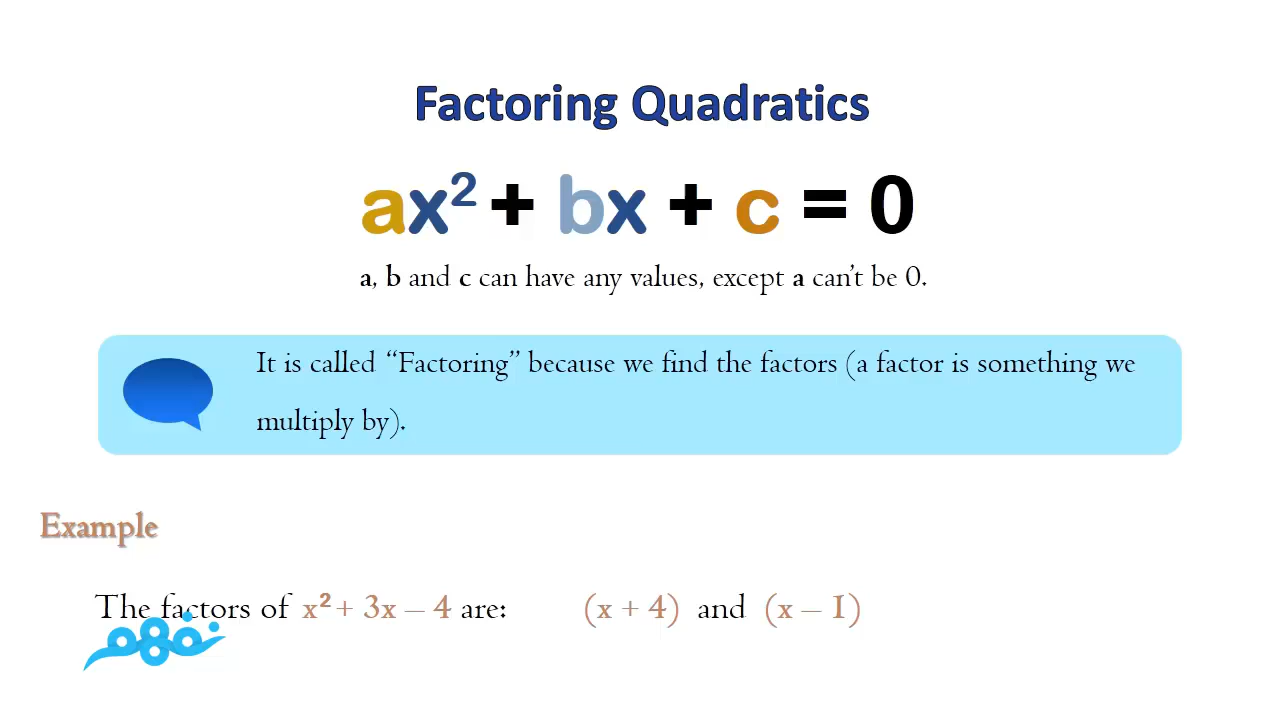 Factoring Quadratics
ax² + bx + c = 0
a, b and c can have any values, except a can't be 0.
It is called “Factoring” because we find the factors (a factor is something we
multiply by).
Example
The factors of x² + 3x – 4 are: (x + 4) and (x – 1)
نفهم